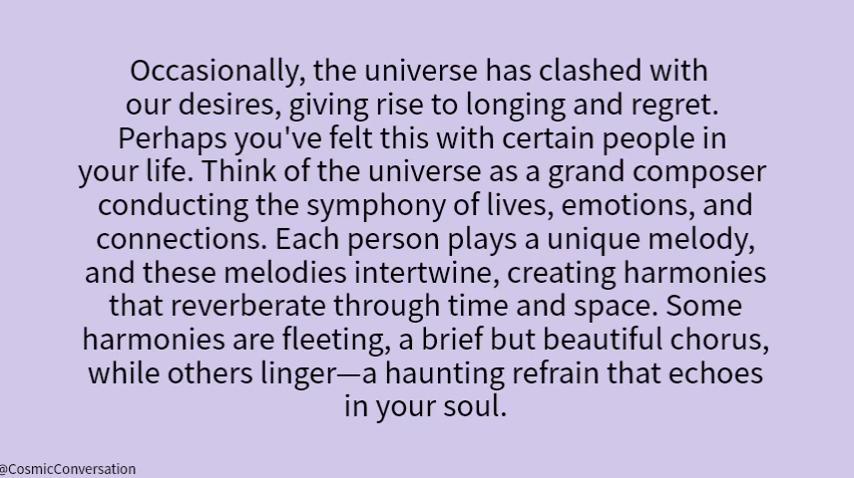 Occasionally, the universe has clashed with
our desires, giving rise to longing and regret.
Perhaps you've felt this with certain people in
your life. Think of the universe as a grand composer
conducting the symphony of lives, emotions, and
connections. Each person plays a unique melody,
and these melodies intertwine, creating harmonies
that reverberate through time and space. Some
harmonies are fleeting, a brief but beautiful chorus,
while others linger—a haunting refrain that echoes
in your soul.
@CosmicConversation